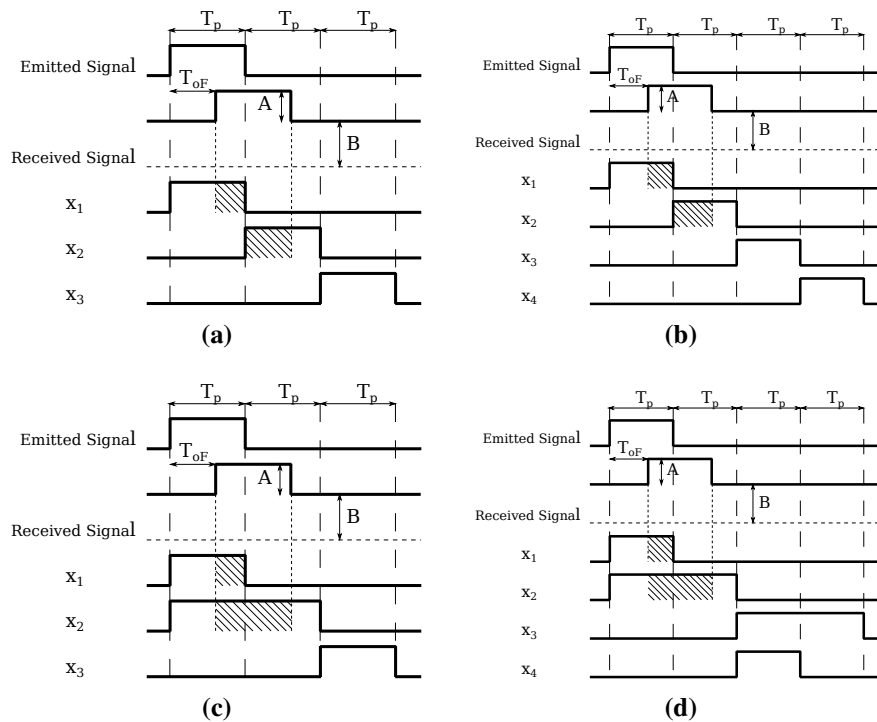 Tp Tp Tp
Emitted Signal
ToF
A
B
Received Signal
x1
x2
x3
(a)
Tp Tp Tp Tp
Emitted Signal
ToF
A
B
Received Signal
x1
x2
x3
x4
(b)
Tp Tp Tp
Emitted Signal
ToF
A
B
Received Signal
x1
x2
x3
(c)
Tp Tp Tp Tp
Emitted Signal
ToF
A
B
Received Signal
x1
x2
x3
x4
(d)